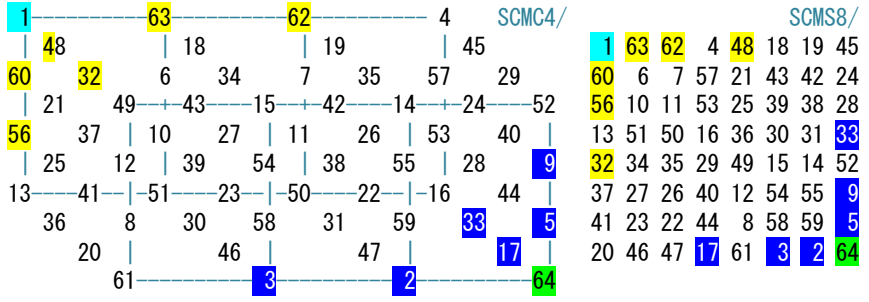 1 63 62 4 SCMC4/ SCMS8/
48 18 19 45 1 63 62 4 48 18 19 45
60 32 6 34 7 35 57 29 60 6 7 57 21 43 42 24
21 49 43 15 42 14 24 52 56 10 11 53 25 39 38 28
56 37 10 27 11 26 53 40 13 51 50 16 36 30 31 33
25 12 39 54 38 55 28 9 32 34 35 29 49 15 14 52
13 41 51 23 50 22 16 44 37 27 26 40 12 54 55 9
36 8 30 58 31 59 33 5 41 23 22 44 8 58 59 5
20 46 47 17 20 46 47 17 61 3 2 64
61 3 2 64